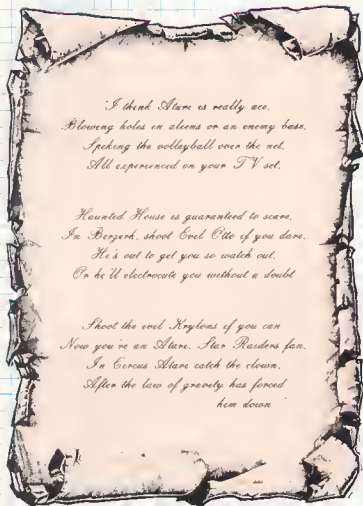 'I think Atari is really ace,
Blowing holes in aliens or an enemy base,
Spiking the volleyball over the net,
All experienced on your TV set.
Haunted House is guaranteed to scare,
In Berzerk, shoot Evil Otto if you dare,
He's out to get you so watch out,
Or he'll electrocute you without a doubt
Shoot the evil Krylons if you can
Now you're an Atari, Star Raiders fan,
In Circus Atari catch the clown,
After the law of gravity has forced
him down '